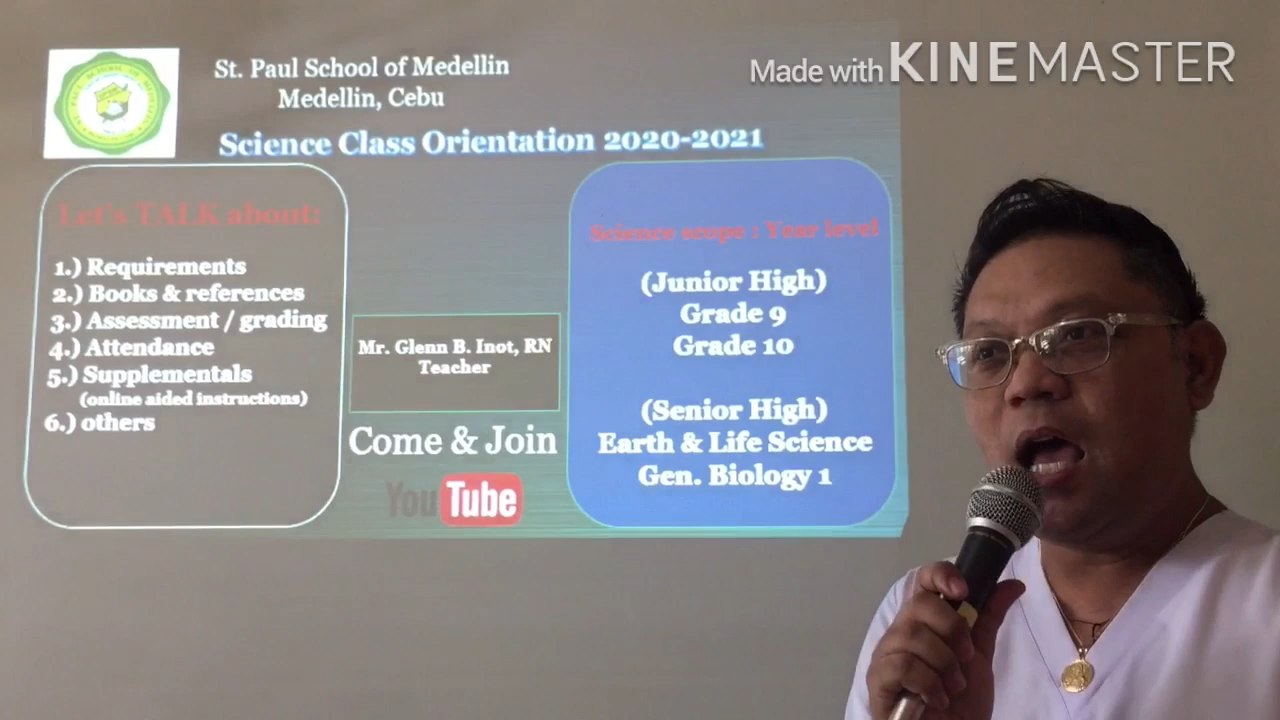 Made with KINEMASTER
St. Paul School of Medellin
Medellin, Cebu
Science Class Orientation 2020-2021
Let's TALK about:
1.) Requirements
2.) Books & references
3.) Assessment / grading
4.) Attendance
5.) Supplementals
(online aided instructions)
6.) others
Mr. Glenn B. Inot, RN
Teacher
Come & Join
YouTube
Science scope : Year level
(Junior High)
Grade 9
Grade 10
(Senior High)
Earth & Life Science
Gen. Biology 1